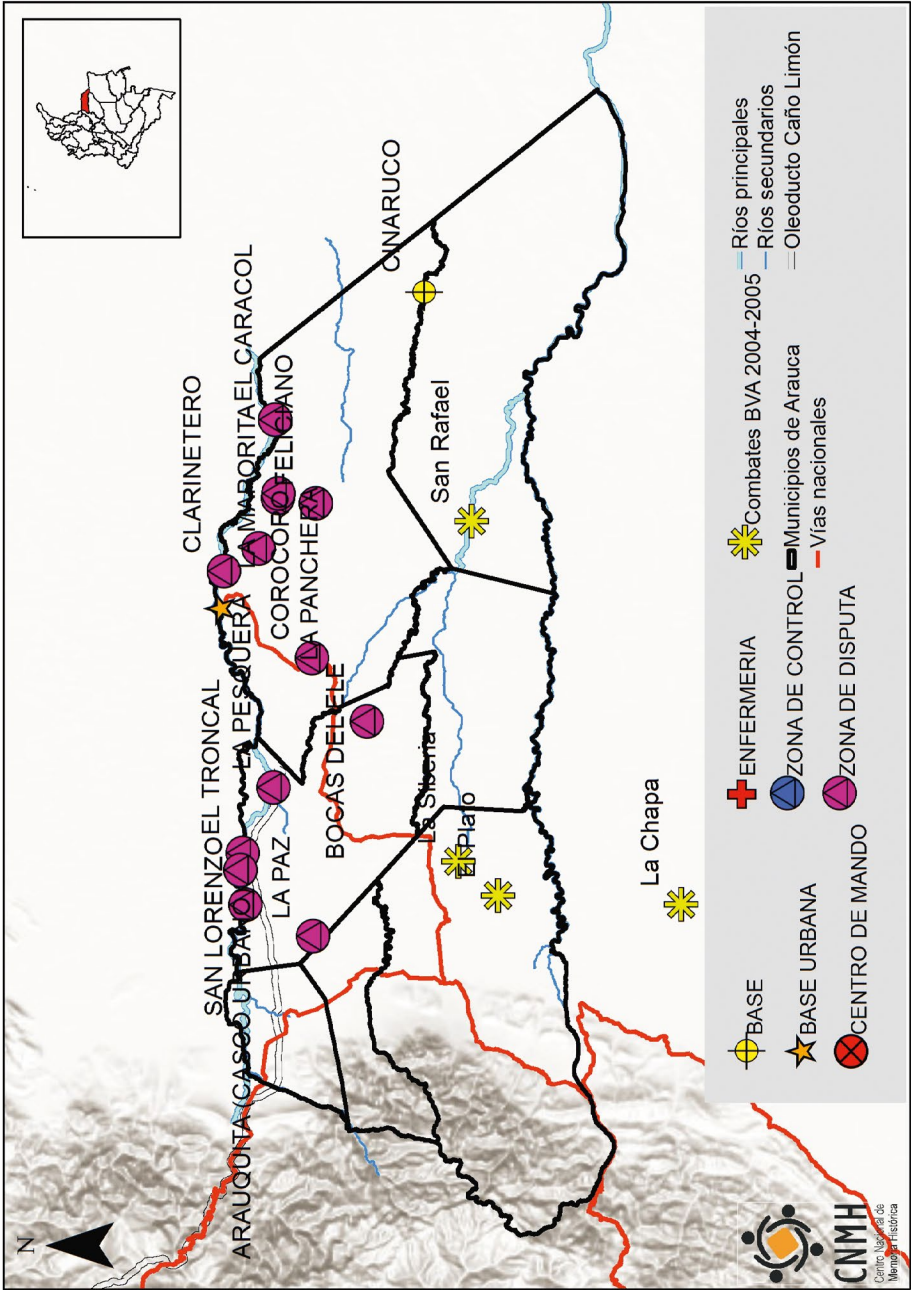 N
CLARINETERO
LA MAPORITA
EL CARACOL
COROCORO
FELICIANO
LA PANCHERA
CINARUCO
SAN LORENZO
EL TRONCAL
LA PESQUERA
ARAUQUITA (CASCO URBANO)
LA PAZ
BOCAS DEL ELE
San Rafael
La Siberia
El Plato
La Chapa
BASE
BASE URBANA
CENTRO DE MANDO
ENFERMERIA
ZONA DE CONTROL
ZONA DE DISPUTA
Combates BVA 2004-2005
Municipios de Arauca
Vías nacionales
Ríos principales
Ríos secundarios
Oleoducto Caño Limón
CNMH
Centro Nacional de
Memoria Histórica